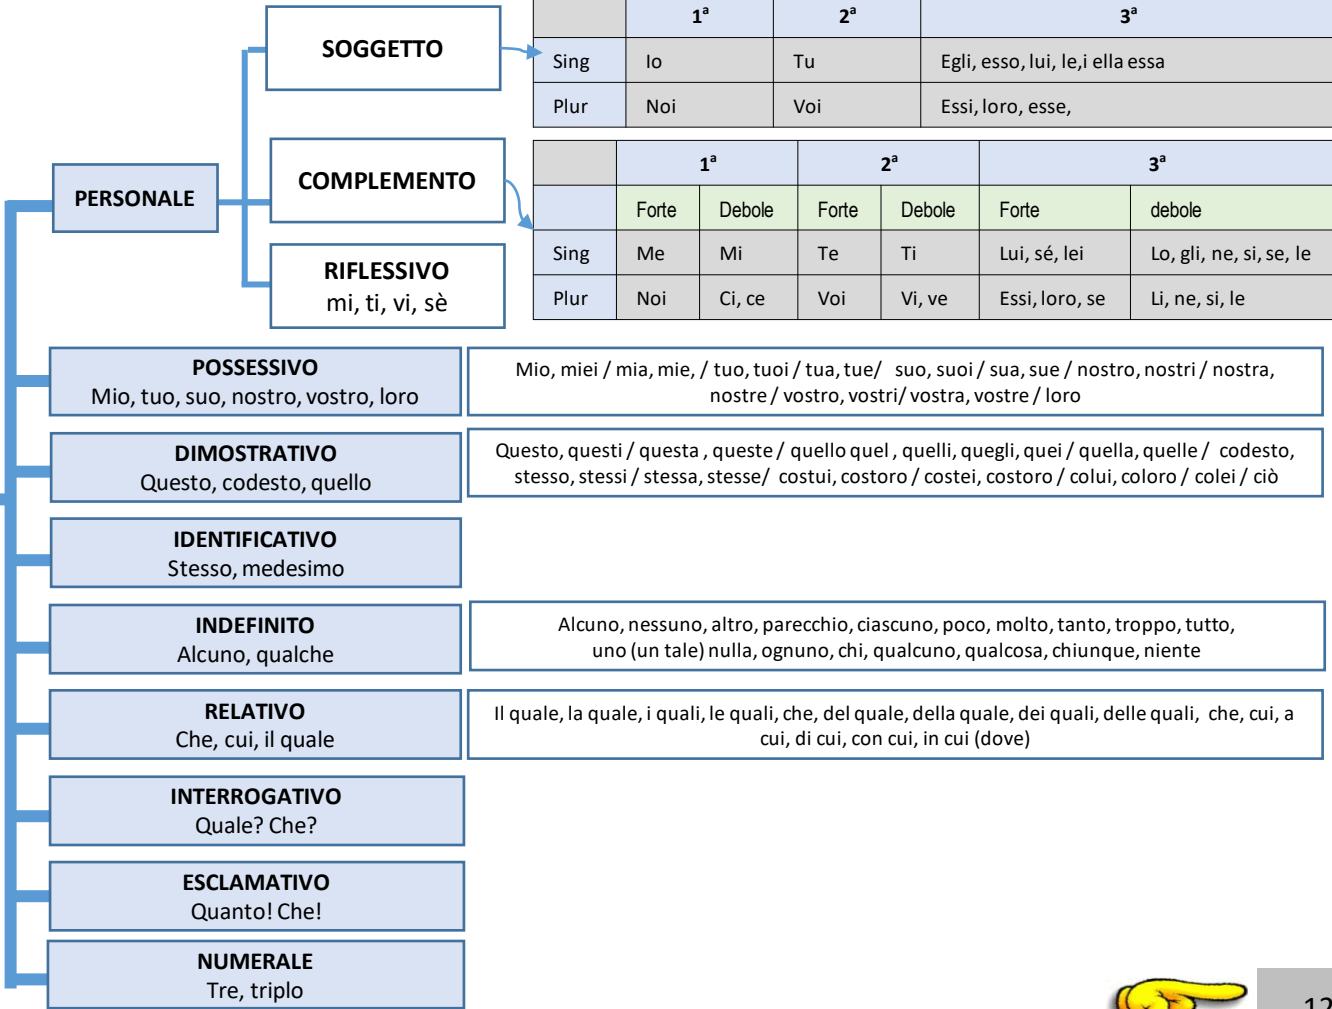 SOGGETTO
1ª 2ª 3ª
Sing Io Tu Egli, esso, lui, le,i ella essa
Plur Noi Voi Essi, loro, esse,
PERSONALE
COMPLEMENTO
1ª 2ª 3ª
Forte Debole Forte Debole Forte debole
Sing Me Mi Te Ti Lui, sé, lei Lo, gli, ne, si, se, le
Plur Noi Ci, ce Voi Vi, ve Essi, loro, se Li, ne, si, le
RIFLESSIVO
mi, ti, vi, sè
POSSESSIVO
Mio, tuo, suo, nostro, vostro, loro
Mio, miei / mia, mie, / tuo, tuoi / tua, tue/ suo, suoi / sua, sue / nostro, nostri / nostra,
nostre / vostro, vostri/ vostra, vostre / loro
DIMOSTRATIVO
Questo, codesto, quello
Questo, questi / questa , queste / quello quel , quelli, quegli, quei / quella, quelle / codesto,
stesso, stessi / stessa, stesse/ costui, costoro / costei, costoro / colui, coloro / colei / ciò
IDENTIFICATIVO
Stesso, medesimo
INDEFINITO
Alcuno, qualche
Alcuno, nessuno, altro, parecchio, ciascuno, poco, molto, tanto, troppo, tutto,
uno (un tale) nulla, ognuno, chi, qualcuno, qualcosa, chiunque, niente
RELATIVO
Che, cui, il quale
Il quale, la quale, i quali, le quali, che, del quale, della quale, dei quali, delle quali, che, cui, a
cui, di cui, con cui, in cui (dove)
INTERROGATIVO
Quale? Che?
ESCLAMATIVO
Quanto! Che!
NUMERALE
Tre, triplo
12